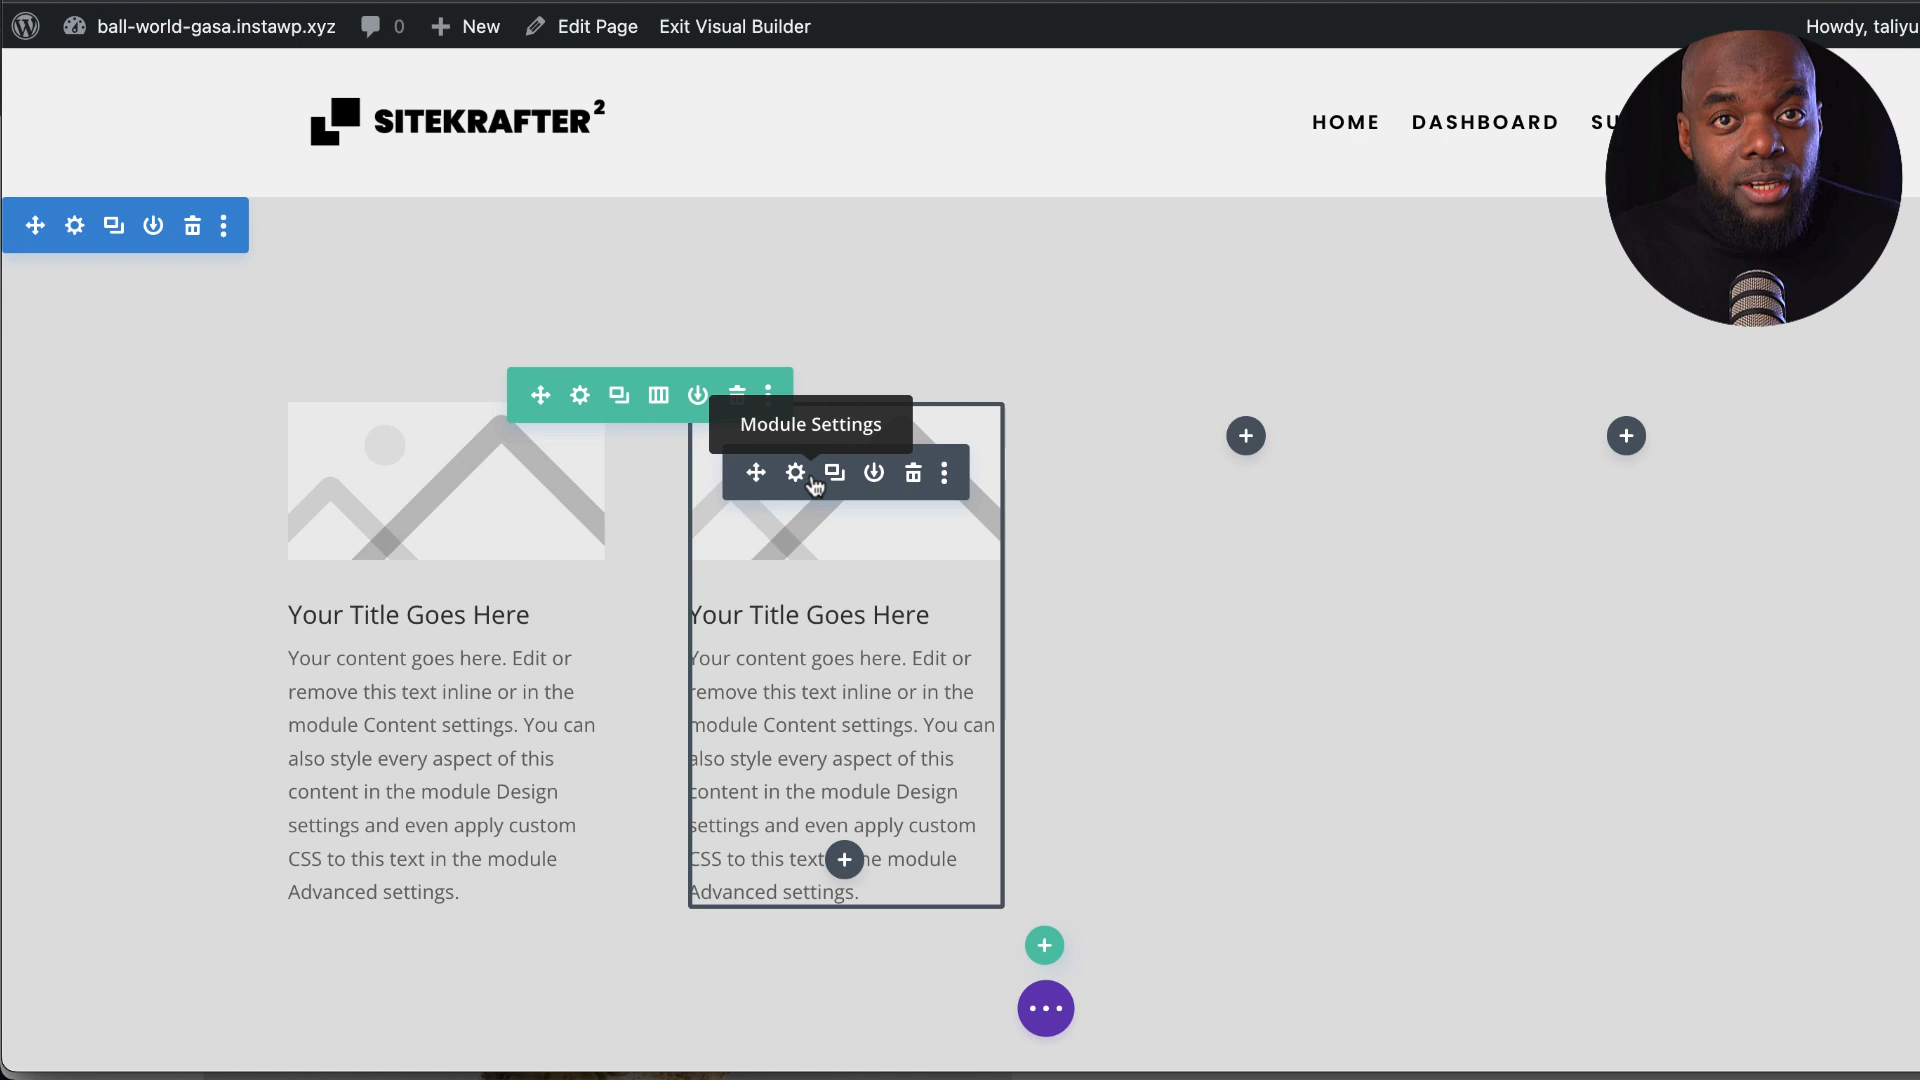 ball-world-gasa.instawp.xyz
0
New
Edit Page
Exit Visual Builder
Howdy, taliyu
SITEKRAFTER²
HOME
DASHBOARD
SU
Module Settings
Your Title Goes Here
Your content goes here. Edit or
remove this text inline or in the
module Content settings. You can
also style every aspect of this
content in the module Design
settings and even apply custom
CSS to this text in the module
Advanced settings.
Your Title Goes Here
Your content goes here. Edit or
remove this text inline or in the
module Content settings. You can
also style every aspect of this
content in the module Design
settings and even apply custom
CSS to this text he module
Advanced settings.